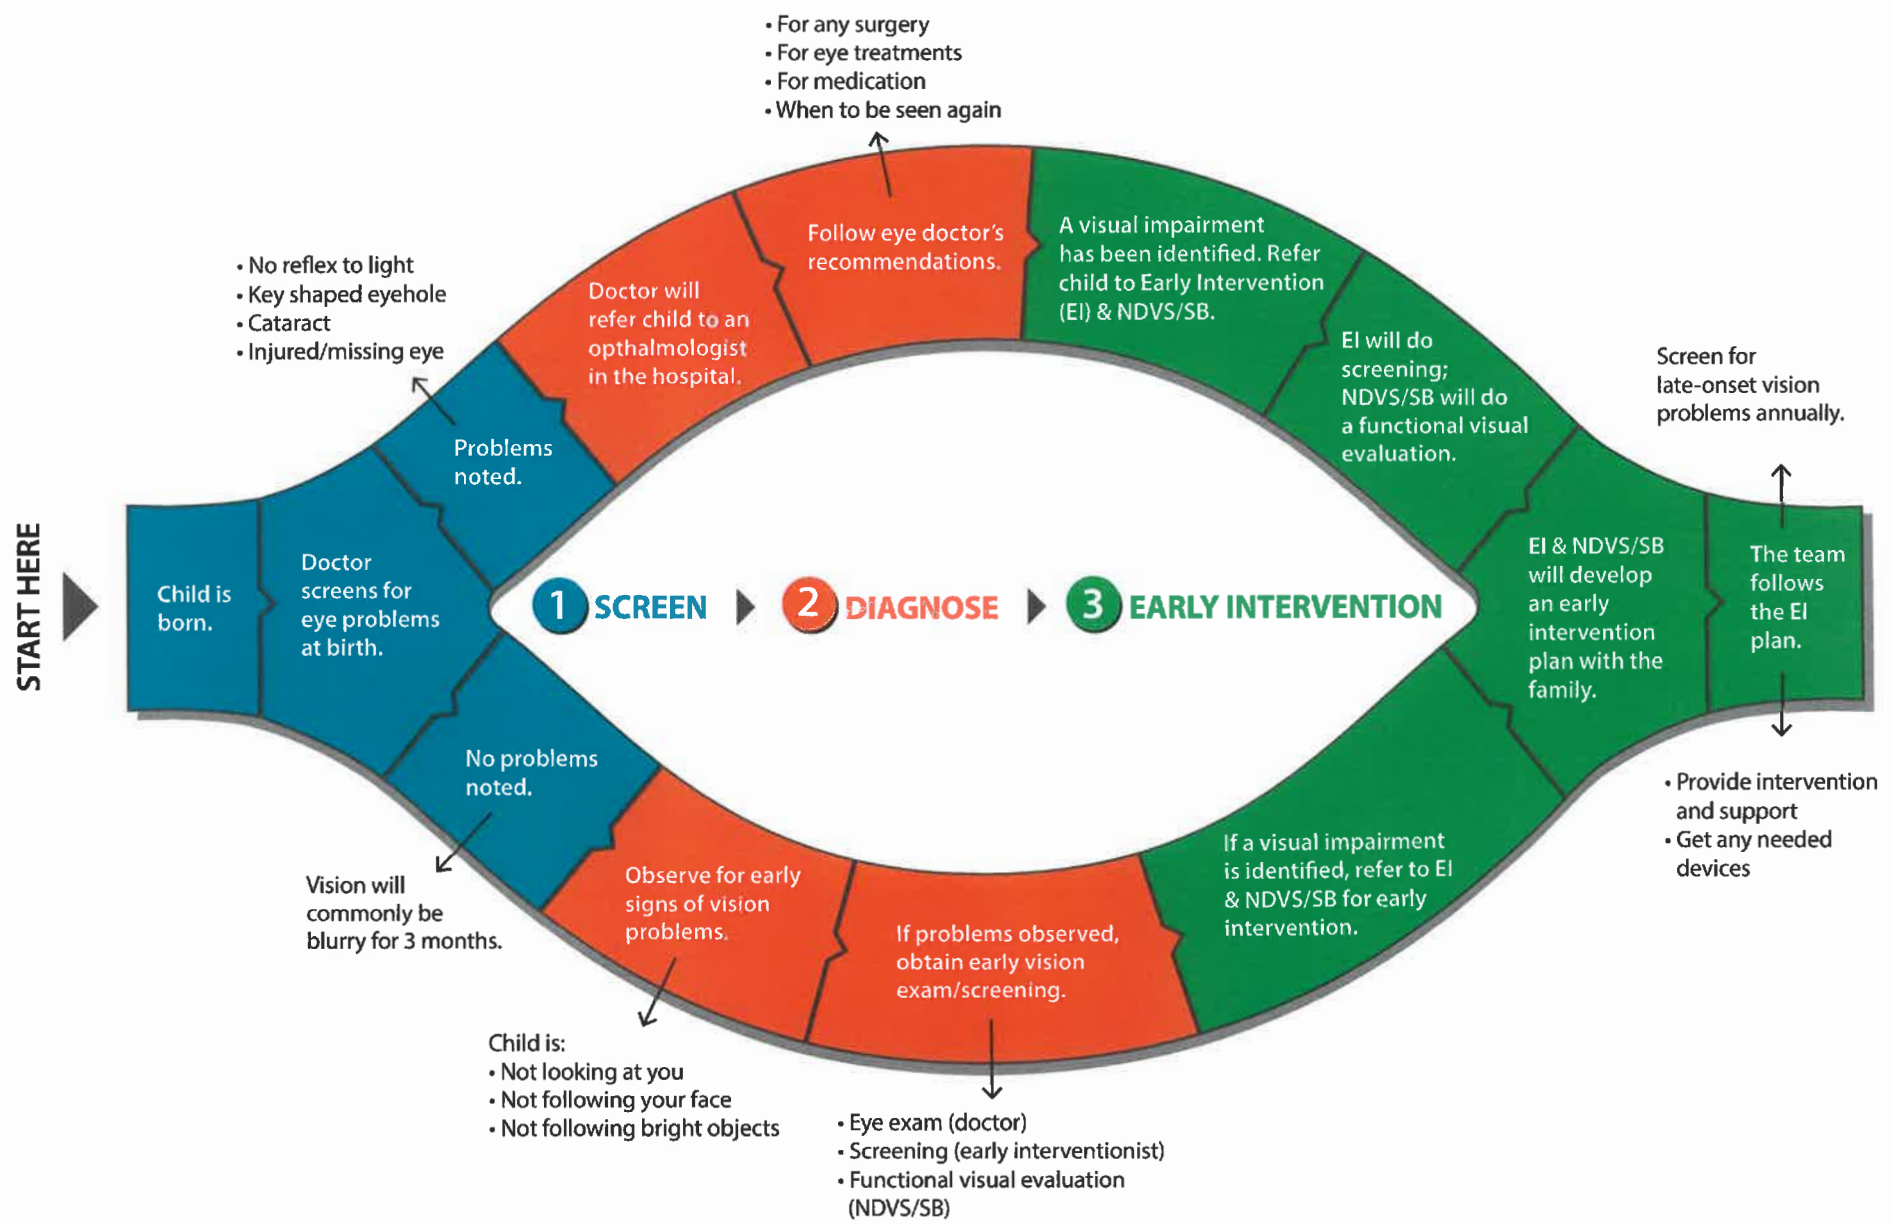 START HERE
Child is
born.
Doctor
screens for
eye problems
at birth.
Problems
noted.
• No reflex to light
• Key shaped eyehole
• Cataract
• Injured/missing eye
Doctor will
refer child to an
opthalmologist
in the hospital.
Follow eye doctor's
recommendations.
• For any surgery
• For eye treatments
• For medication
• When to be seen again
A visual impairment
has been identified. Refer
child to Early Intervention
(EI) & NDVS/SB.
EI will do
screening;
NDVS/SB will do
a functional visual
evaluation.
1 SCREEN
2 DIAGNOSE
3 EARLY INTERVENTION
No problems
noted.
Vision will
commonly be
blurry for 3 months.
Observe for early
signs of vision
problems.
Child is:
• Not looking at you
• Not following your face
• Not following bright objects
If problems observed,
obtain early vision
exam/screening.
• Eye exam (doctor)
• Screening (early interventionist)
• Functional visual evaluation
(NDVS/SB)
If a visual impairment
is identified, refer to EI
& NDVS/SB for early
intervention.
EI & NDVS/SB
will develop
an early
intervention
plan with the
family.
The team
follows
the EI
plan.
Screen for
late-onset vision
problems annually.
• Provide intervention
and support
• Get any needed
devices